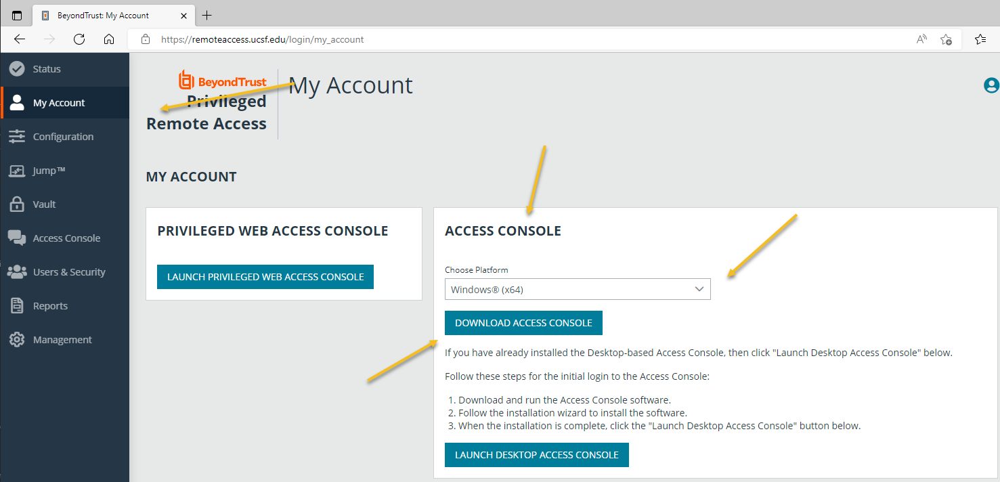 BeyondTrust: My Account
https://remoteaccess.ucsf.edu/login/my_account
Status
My Account
Configuration
Jump™
Vault
Access Console
Users & Security
Reports
Management
BeyondTrust
Privileged
Remote Access
My Account
MY ACCOUNT
PRIVILEGED WEB ACCESS CONSOLE
LAUNCH PRIVILEGED WEB ACCESS CONSOLE
ACCESS CONSOLE
Choose Platform
Windows® (x64)
DOWNLOAD ACCESS CONSOLE
If you have already installed the Desktop-based Access Console, then click "Launch Desktop Access Console" below.
Follow these steps for the initial login to the Access Console:
1. Download and run the Access Console software.
2. Follow the installation wizard to install the software.
3. When the installation is complete, click the "Launch Desktop Access Console" button below.
LAUNCH DESKTOP ACCESS CONSOLE